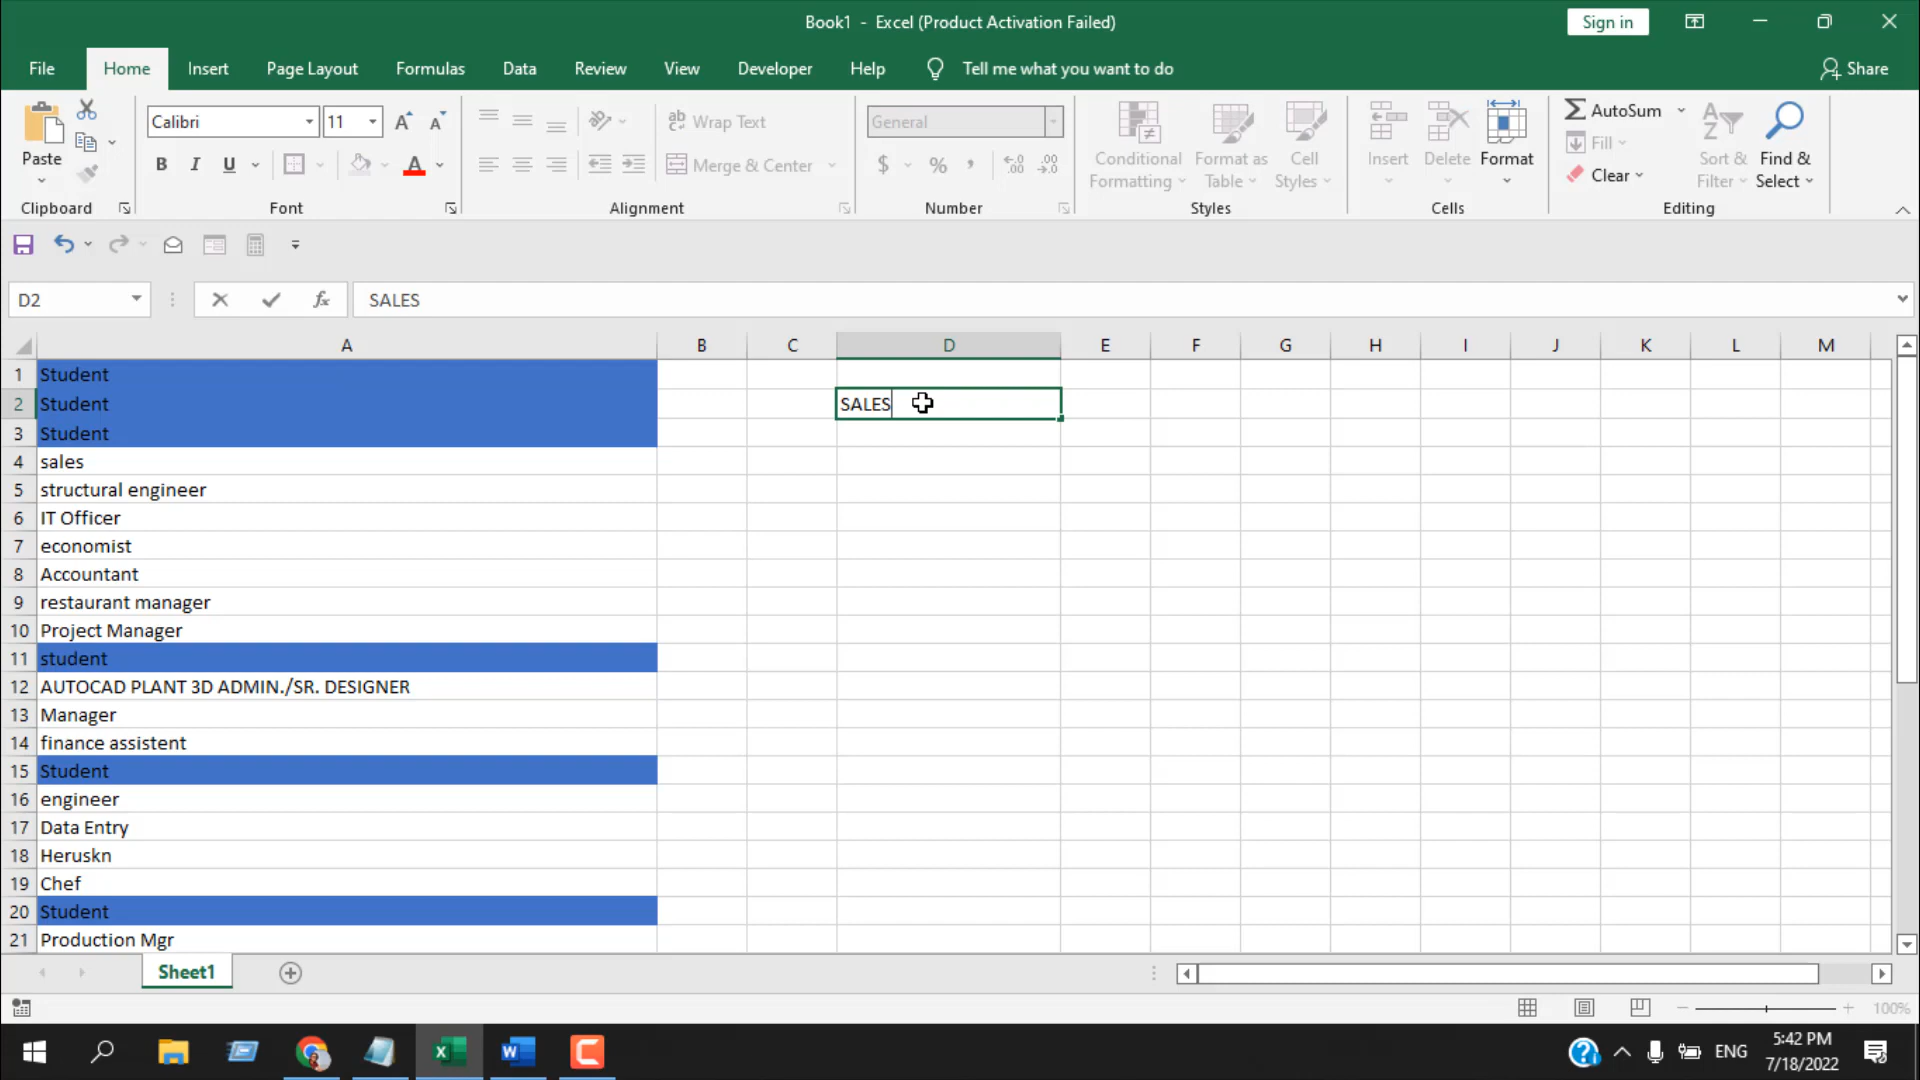 Book1 - Excel (Product Activation Failed)
Sign in
File Home Insert Page Layout Formulas Data Review View Developer Help Tell me what you want to do Share
Paste
Clipboard
Calibri 11
B I U A
Font
ab Wrap Text
Merge & Center
Alignment
General
$ % ,
Number
Conditional Formatting
Format as Table
Cell Styles
Styles
Insert Delete Format
Cells
AutoSum
Fill
Clear
Sort & Filter
Find & Select
Editing
D2 fx SALES
A B C D E F G H I J K L M
1 Student
2 Student SALES
3 Student
4 sales
5 structural engineer
6 IT Officer
7 economist
8 Accountant
9 restaurant manager
10 Project Manager
11 student
12 AUTOCAD PLANT 3D ADMIN./SR. DESIGNER
13 Manager
14 finance assistent
15 Student
16 engineer
17 Data Entry
18 Heruskn
19 Chef
20 Student
21 Production Mgr
Sheet1
100%
ENG
5:42 PM
7/18/2022